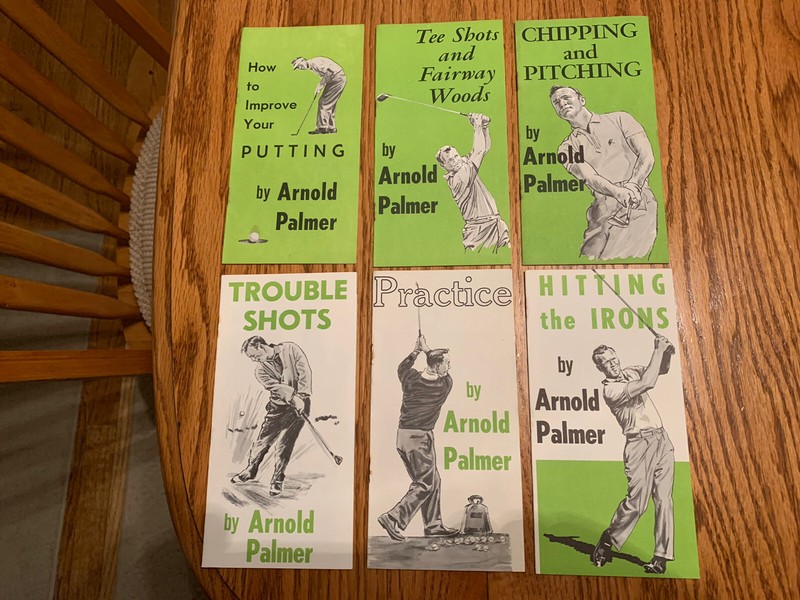 How
to
Improve
Your
PUTTING
by Arnold
Palmer
Tee Shots
and
Fairway
Woods
by
Arnold
Palmer
CHIPPING
and
PITCHING
by
Arnold
Palmer
TROUBLE
SHOTS
by Arnold
Palmer
Practice
by
Arnold
Palmer
HITTING
the IRONS
by
Arnold
Palmer